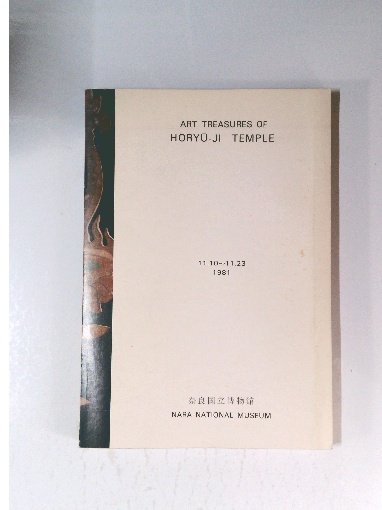 ART TREASURES OF
HORYŪ-JI TEMPLE
11.10~11.23
1981
奈良国立博物館
NARA NATIONAL MUSEUM